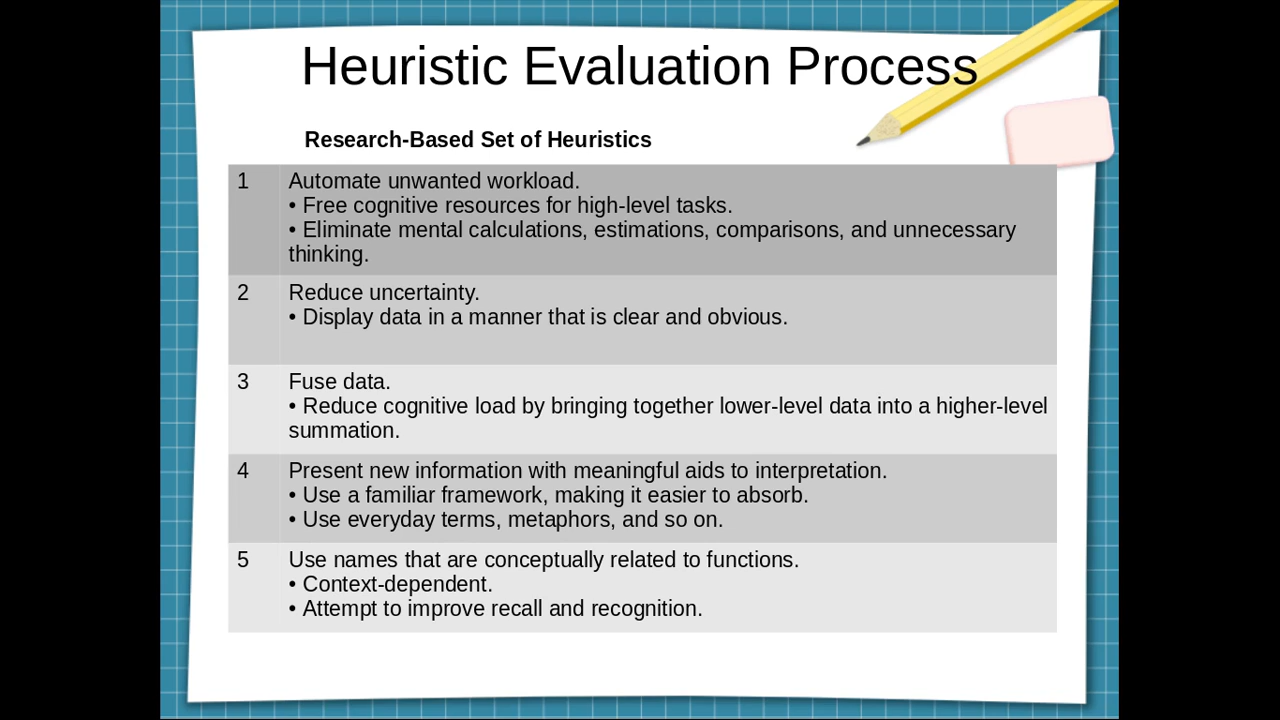 Heuristic Evaluation Process
Research-Based Set of Heuristics
1 Automate unwanted workload.
• Free cognitive resources for high-level tasks.
• Eliminate mental calculations, estimations, comparisons, and unnecessary
thinking.
2 Reduce uncertainty.
• Display data in a manner that is clear and obvious.
3 Fuse data.
• Reduce cognitive load by bringing together lower-level data into a higher-level
summation.
4 Present new information with meaningful aids to interpretation.
• Use a familiar framework, making it easier to absorb.
• Use everyday terms, metaphors, and so on.
5 Use names that are conceptually related to functions.
• Context-dependent.
• Attempt to improve recall and recognition.